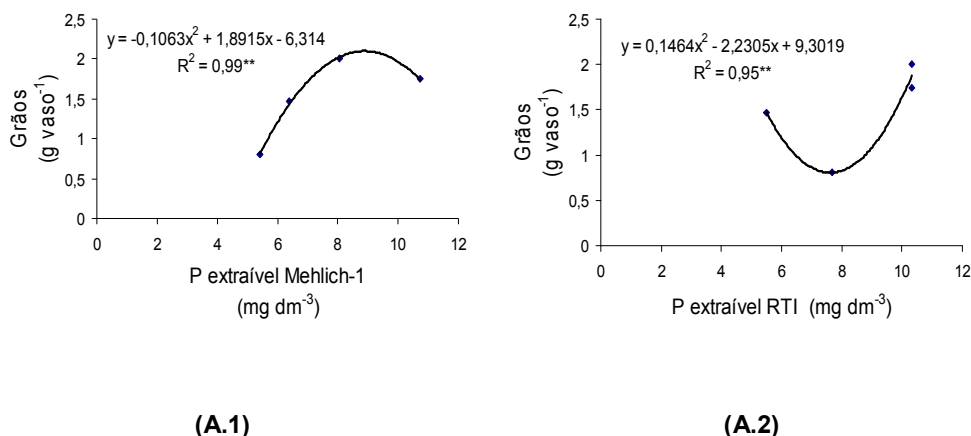 y = -0,1063x² + 1,8915x - 6,314
R² = 0,99**
Grãos
(g vaso⁻¹)
2,5
2
1,5
1
0,5
0
0 2 4 6 8 10 12
P extraível Mehlich-1
(mg dm⁻³)
(A.1)
y = 0,1464x² - 2,2305x + 9,3019
R² = 0,95**
Grãos
(g vaso⁻¹)
2,5
2
1,5
1
0,5
0
0 2 4 6 8 10 12
P extraível RTI (mg dm⁻³)
(A.2)